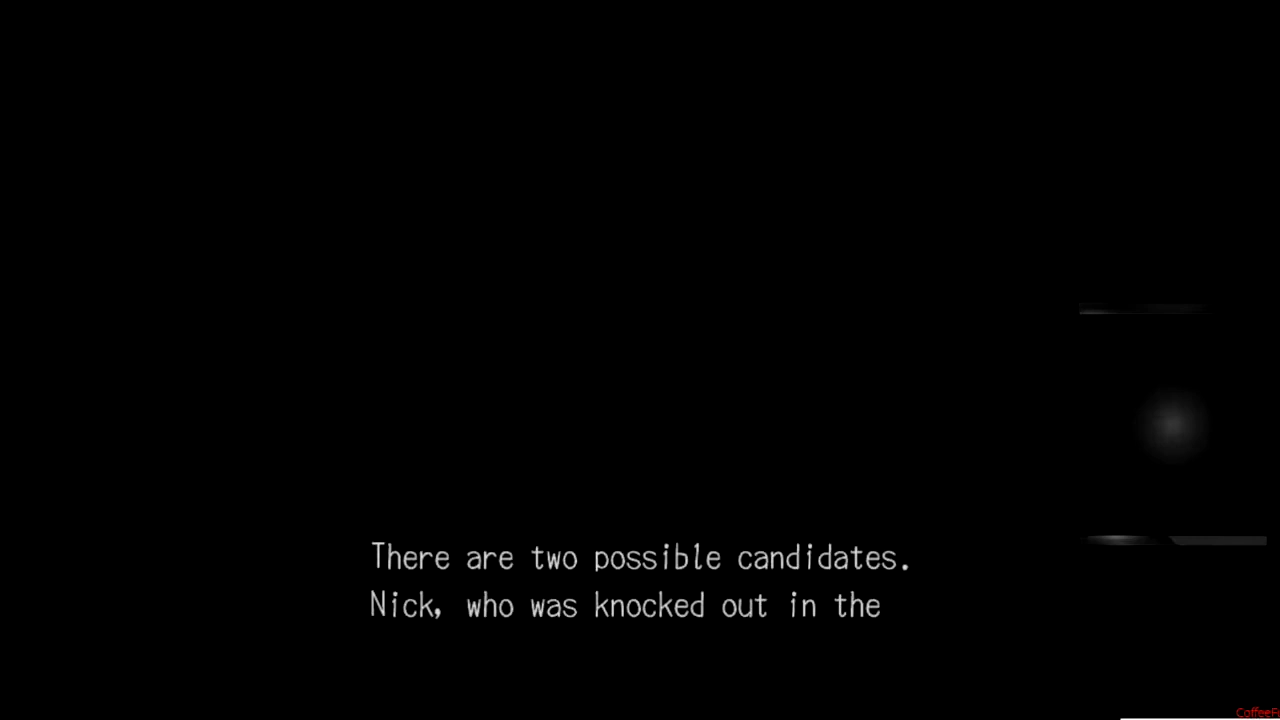 There are two possible candidates.
Nick, who was knocked out in the